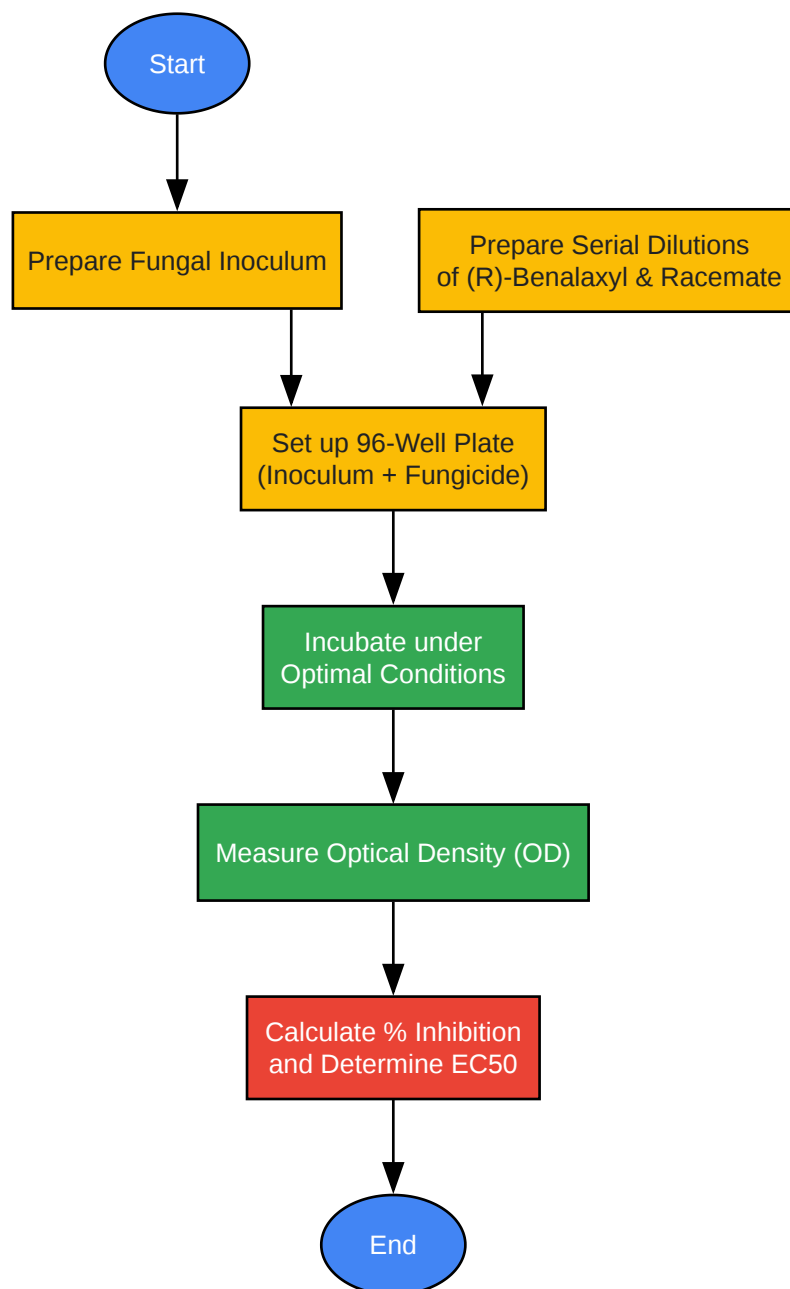 Start
Prepare Fungal Inoculum
Prepare Serial Dilutions
of (R)-Benalaxyl & Racemate
Set up 96-Well Plate
(Inoculum + Fungicide)
Incubate under
Optimal Conditions
Measure Optical Density (OD)
Calculate % Inhibition
and Determine EC50
End